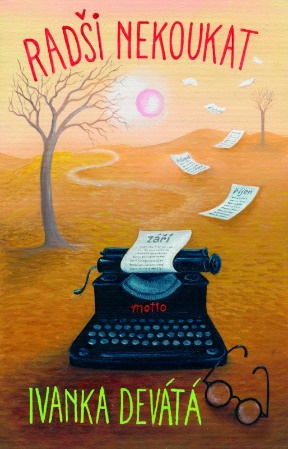 RADŠI NEKOUKAT
říjen
září
motto
IVANKA DEVÁTÁ